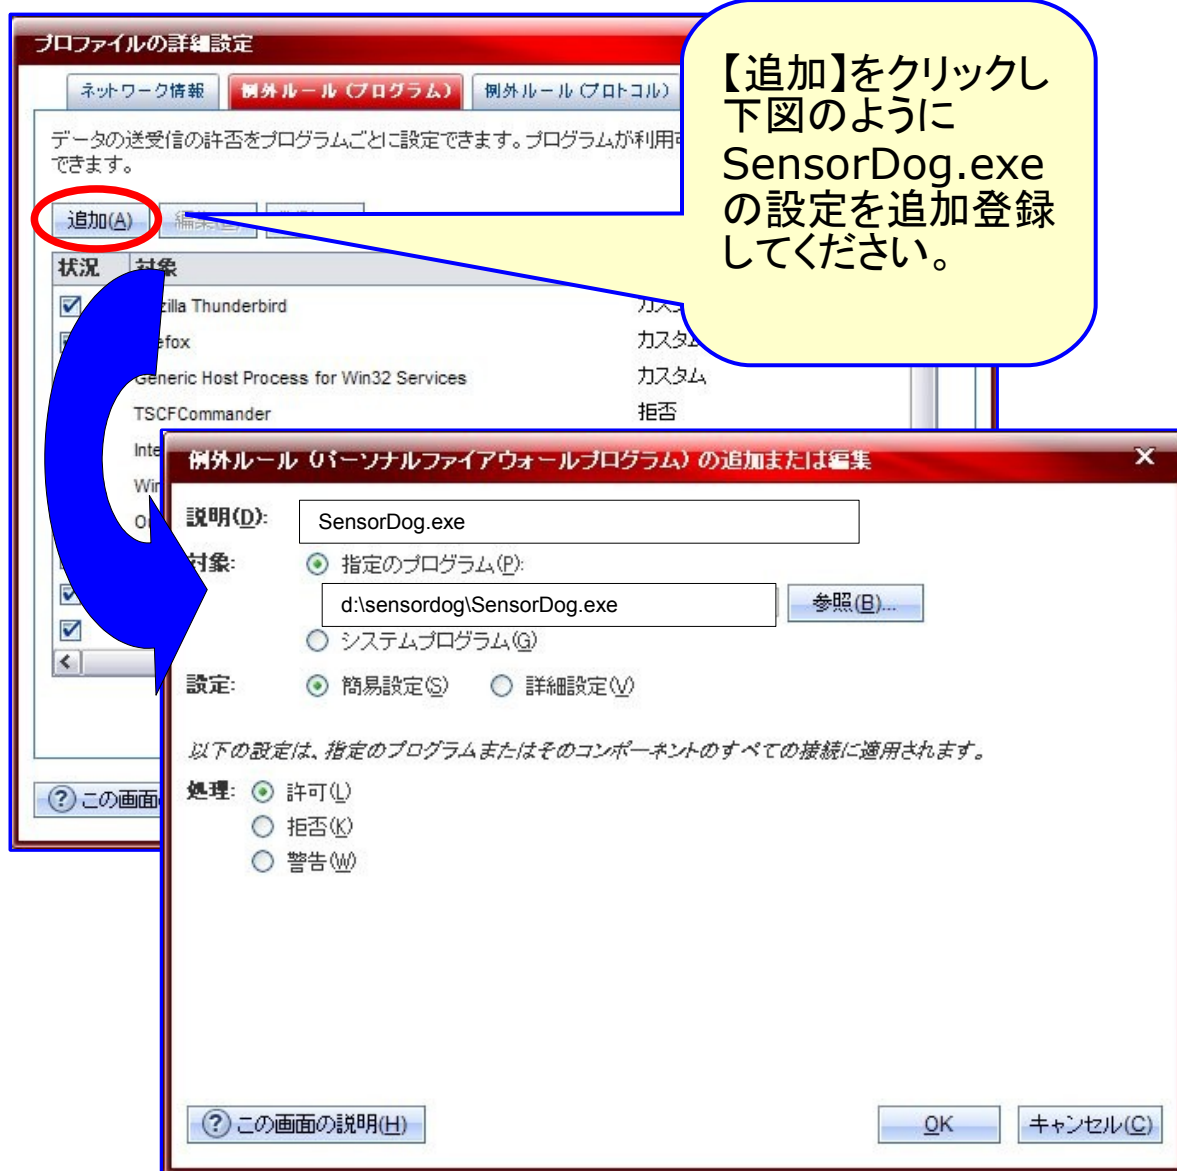 プロファイルの詳細設定
ネットワーク情報
例外ルール (プログラム)
例外ルール (プロトコル)
データの送受信の許否をプログラムごとに設定できます。プログラムが利用
できます。
追加(A)
状況 対象
zilla Thunderbird
efox カスタ
Generic Host Process for Win32 Services カスタム
TSCFCommander 拒否
Inte
Wir
【追加】をクリックし
下図のように
SensorDog.exe
の設定を追加登録
してください。
例外ルール (パーソナルファイアウォールプログラム) の追加または編集
説明(D): SensorDog.exe
対象: 指定のプログラム(P):
d:\sensordog\SensorDog.exe 参照(B)...
システムプログラム(G)
設定: 簡易設定(S) 詳細設定(V)
以下の設定は、指定のプログラムまたはそのコンポーネントのすべての接続に適用されます。
処理: 許可(L)
拒否(K)
警告(W)
この画面
この画面の説明(H) OK キャンセル(C)